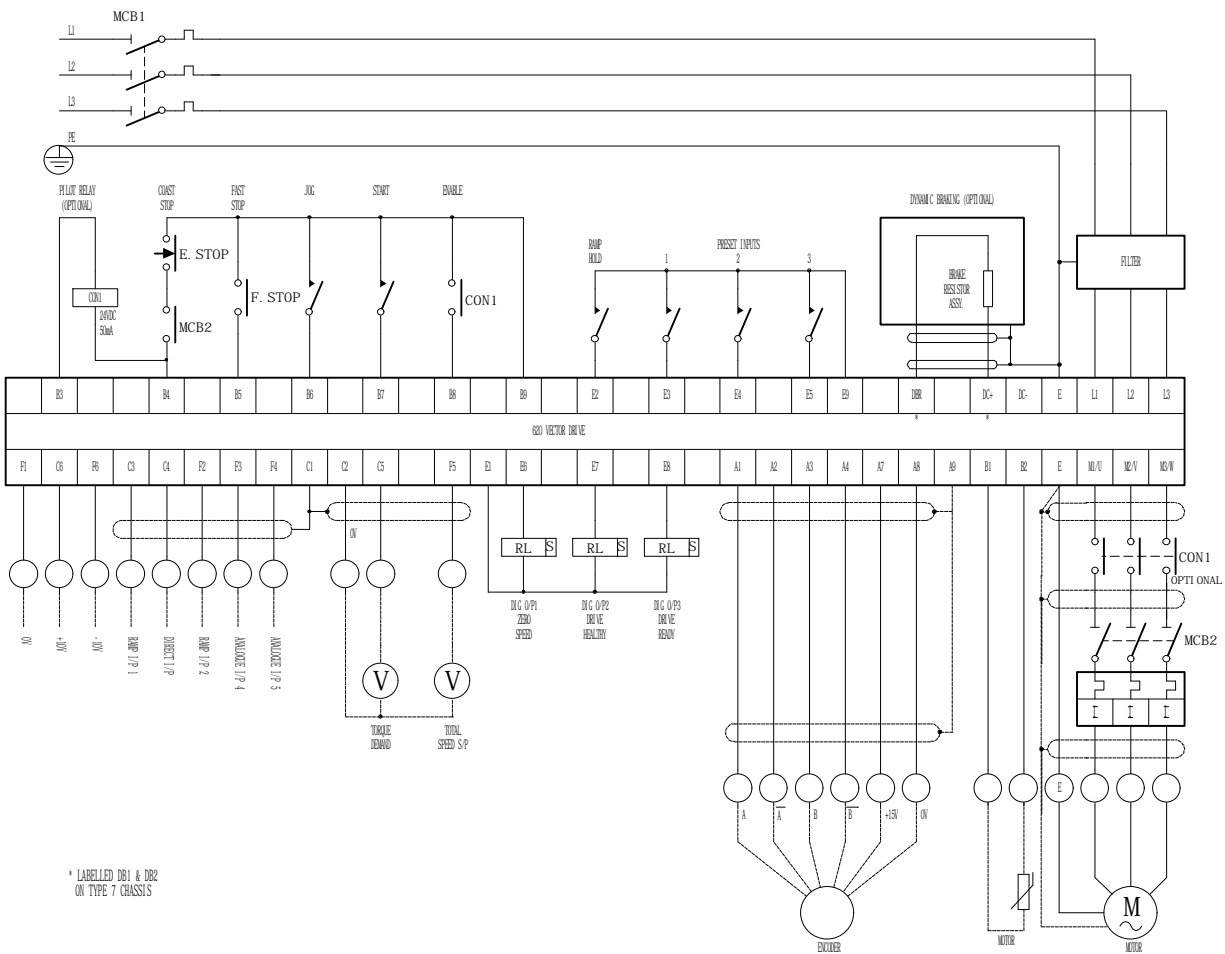 MCB1
L1
L2
L3
PE
PILOT RELAY
(OPTIONAL)
COAST
STOP
FAST
STOP
JOG
START
ENABLE
DYNAMIC BRAKING (OPTIONAL)
E. STOP
RAMP
HOLD
PRESET INPUTS
1
2
3
FILTER
CON1
24VDC
50mA
F. STOP
CON1
BRAKE
RESISTOR
ASSY.
MCB2
B3 B4 B5 B6 B7 B8 B9 E2 E3 E4 E5 E9 DBR DC+ DC- E L1 L2 L3
* *
620 VECTOR DRIVE
F1 C6 F6 C3 C4 F2 F3 F4 C1 C2 C5 F5 E1 E6 E7 E8 A1 A2 A3 A4 A7 A8 A9 B1 B2 E M1/U M2/V M3/W
0V
RL S
RL S
RL S
CON1
OPTIONAL
DIG O/P1
ZERO
SPEED
DIG O/P2
DRIVE
HEALTHY
DIG O/P3
DRIVE
READY
0V
+10V
-10V
RAMP I/P 1
DIRECT I/P
RAMP I/P 2
ANALOGUE I/P 4
ANALOGUE I/P 5
MCB2
V
V
I I I
TORQUE
DEMAND
TOTAL
SPEED S/P
E
A
A
B
B
+15V
0V
* LABELLED DB1 & DB2
ON TYPE 7 CHASSIS
M
ENCODER
MOTOR
MOTOR